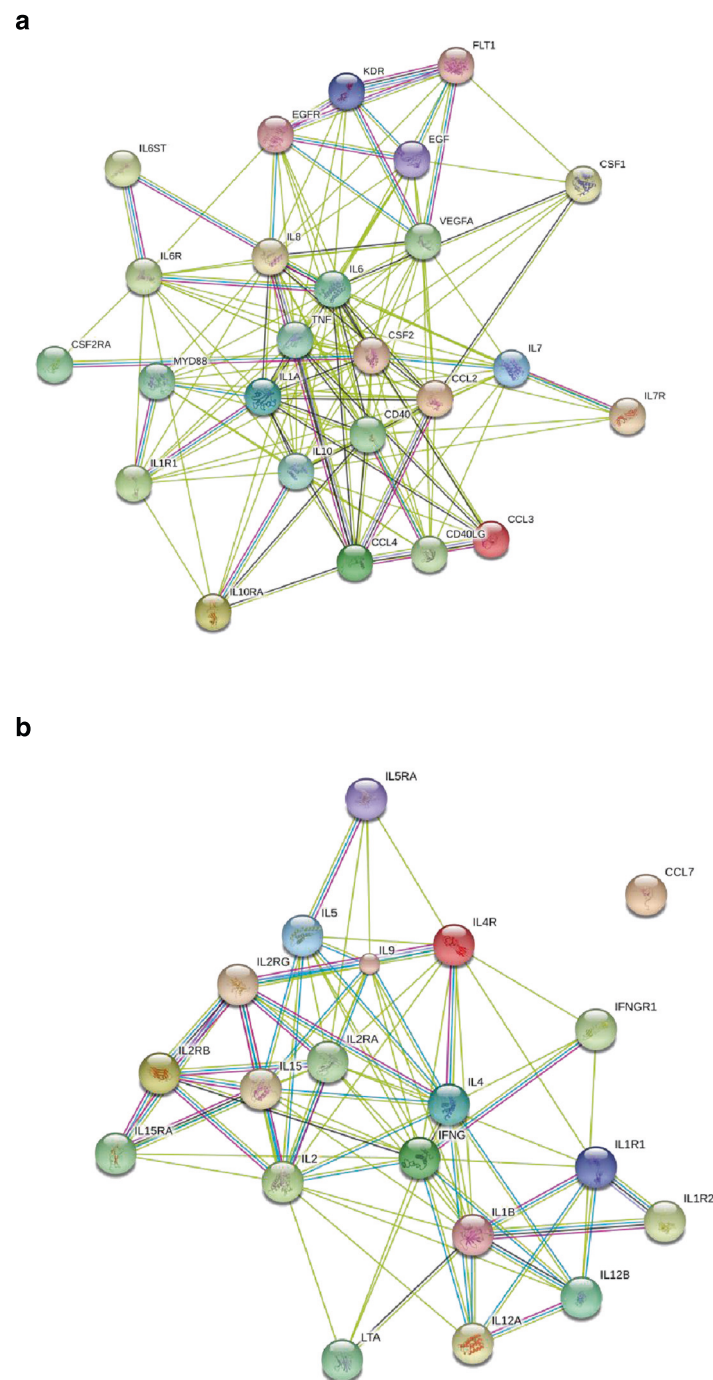 a
FLT1
KDR
EGFR
EGF
IL6ST
CSF1
VEGFA
IL8
IL6R
IL6
TNF
CSF2
CSF2RA
MYD88
IL7
IL1A
CCL2
IL7R
CD40
IL10
IL1R1
CCL3
CD40LG
CCL4
IL10RA
b
IL5RA
CCL7
IL5
IL4R
IL9
IL2RG
IFNGR1
IL2RA
IL2RB
IL15
IL4
IL15RA
IFNG
IL1R1
IL2
IL1R2
IL1B
IL12B
IL12A
LTA